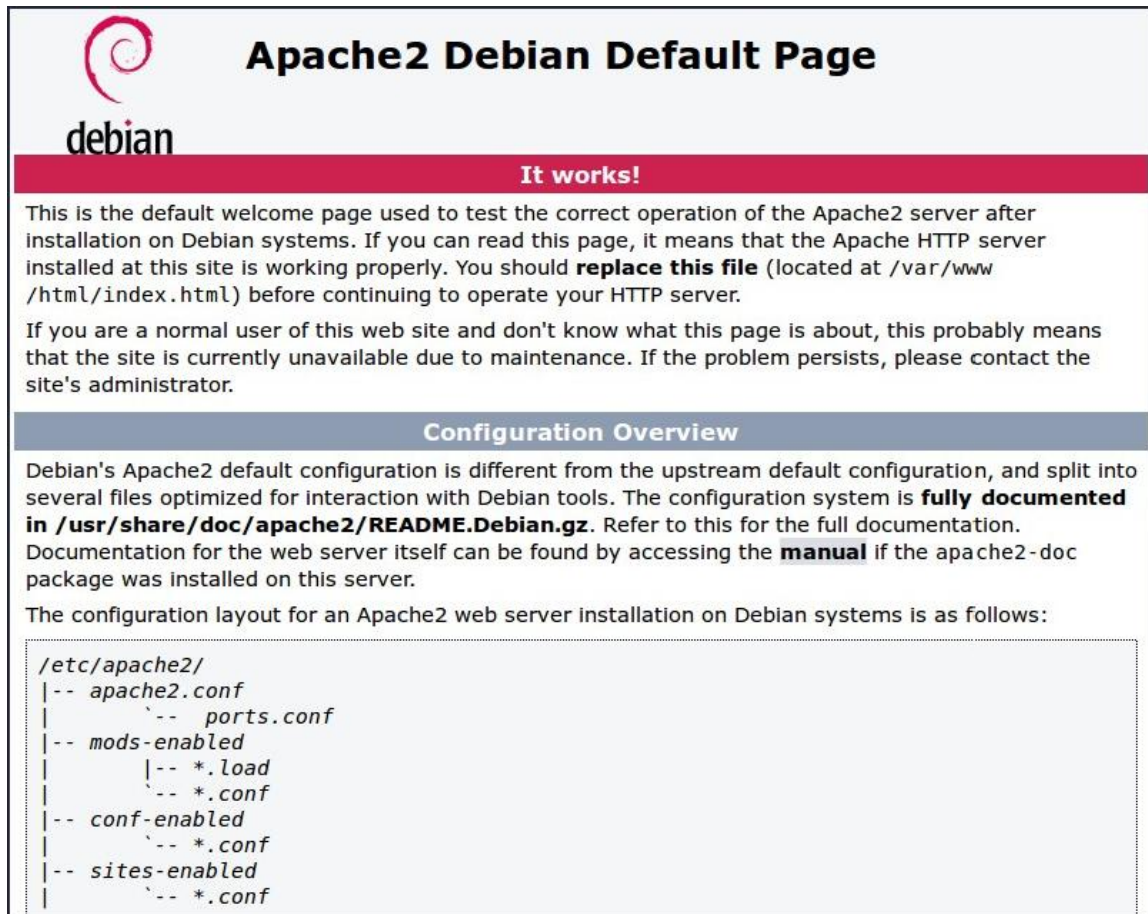 debian
Apache2 Debian Default Page
It works!
This is the default welcome page used to test the correct operation of the Apache2 server after
installation on Debian systems. If you can read this page, it means that the Apache HTTP server
installed at this site is working properly. You should replace this file (located at /var/www
/html/index.html) before continuing to operate your HTTP server.
If you are a normal user of this web site and don't know what this page is about, this probably means
that the site is currently unavailable due to maintenance. If the problem persists, please contact the
site's administrator.
Configuration Overview
Debian's Apache2 default configuration is different from the upstream default configuration, and split into
several files optimized for interaction with Debian tools. The configuration system is fully documented
in /usr/share/doc/apache2/README.Debian.gz. Refer to this for the full documentation.
Documentation for the web server itself can be found by accessing the manual if the apache2-doc
package was installed on this server.
The configuration layout for an Apache2 web server installation on Debian systems is as follows:
/etc/apache2/
|-- apache2.conf
|       `--  ports.conf
|-- mods-enabled
|       |-- *.load
|       `-- *.conf
|-- conf-enabled
|       `-- *.conf
|-- sites-enabled
|       `-- *.conf